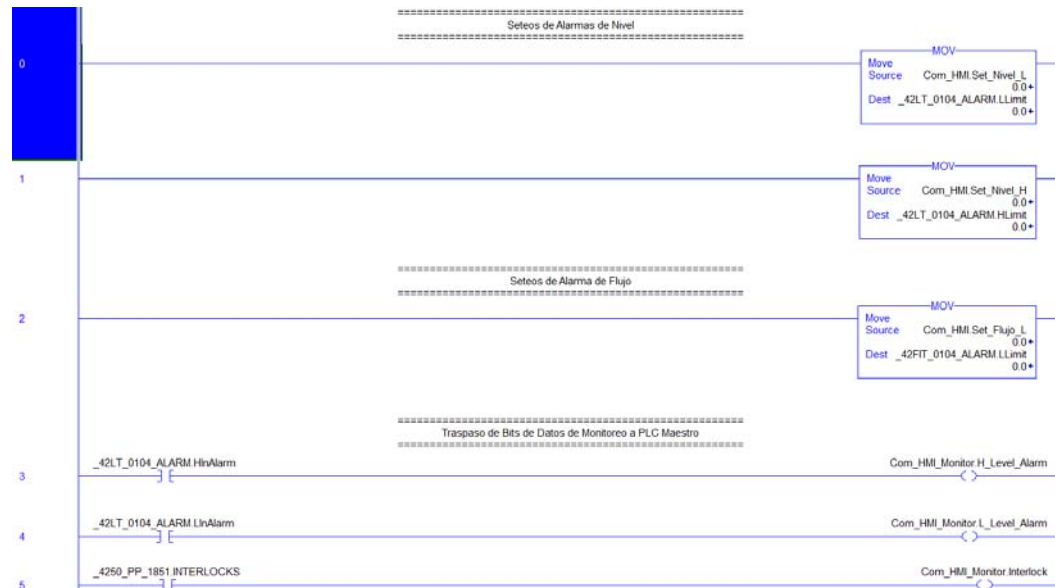 ==================================================
Seteos de Alarmas de Nivel
==================================================
0
MOV
Move
Source Com_HMI.Set_Nivel_L
0.0
Dest _42LT_0104_ALARM.LLimit
0.0
1
MOV
Move
Source Com_HMI.Set_Nivel_H
0.0
Dest _42LT_0104_ALARM.HLimit
0.0
==================================================
Seteos de Alarma de Flujo
==================================================
2
MOV
Move
Source Com_HMI.Set_Flujo_L
0.0
Dest _42FIT_0104_ALARM.LLimit
0.0
==================================================
Traspaso de Bits de Datos de Monitoreo a PLC Maestro
==================================================
3
_42LT_0104_ALARM.HInAlarm
Com_HMI_Monitor.H_Level_Alarm
4
_42LT_0104_ALARM.LInAlarm
Com_HMI_Monitor.L_Level_Alarm
5
_4250_PP_1851.INTERLOCKS
Com_HMI_Monitor.Interlock